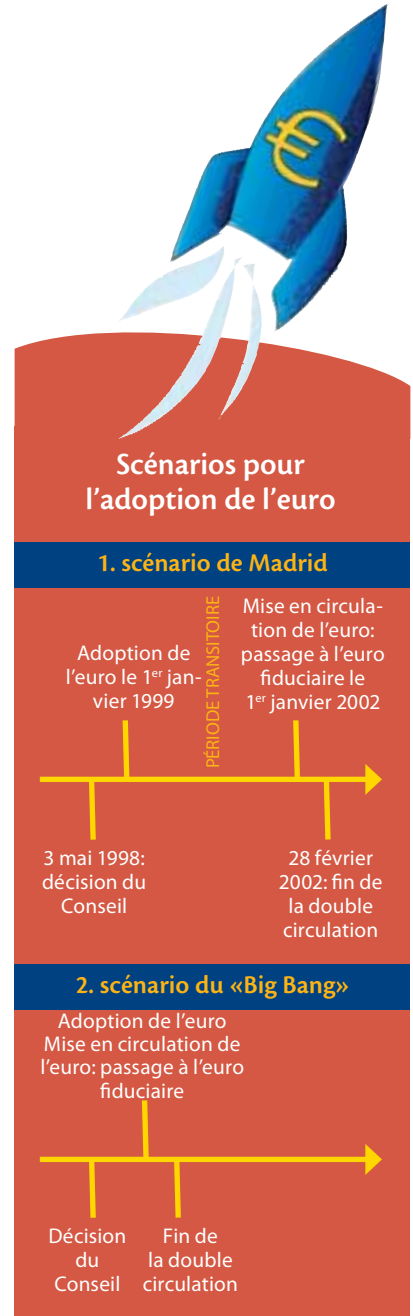 €
Scénarios pour
l'adoption de l'euro
1. scénario de Madrid
Adoption de
l'euro le 1er jan-
vier 1999
PÉRIODE TRANSITOIRE
Mise en circula-
tion de l'euro:
passage à l'euro
fiduciaire le
1er janvier 2002
3 mai 1998:
décision du
Conseil
28 février
2002: fin de
la double
circulation
2. scénario du «Big Bang»
Adoption de l'euro
Mise en circulation de
l'euro: passage à l'euro
fiduciaire
Décision
du
Conseil
Fin de
la double
circulation